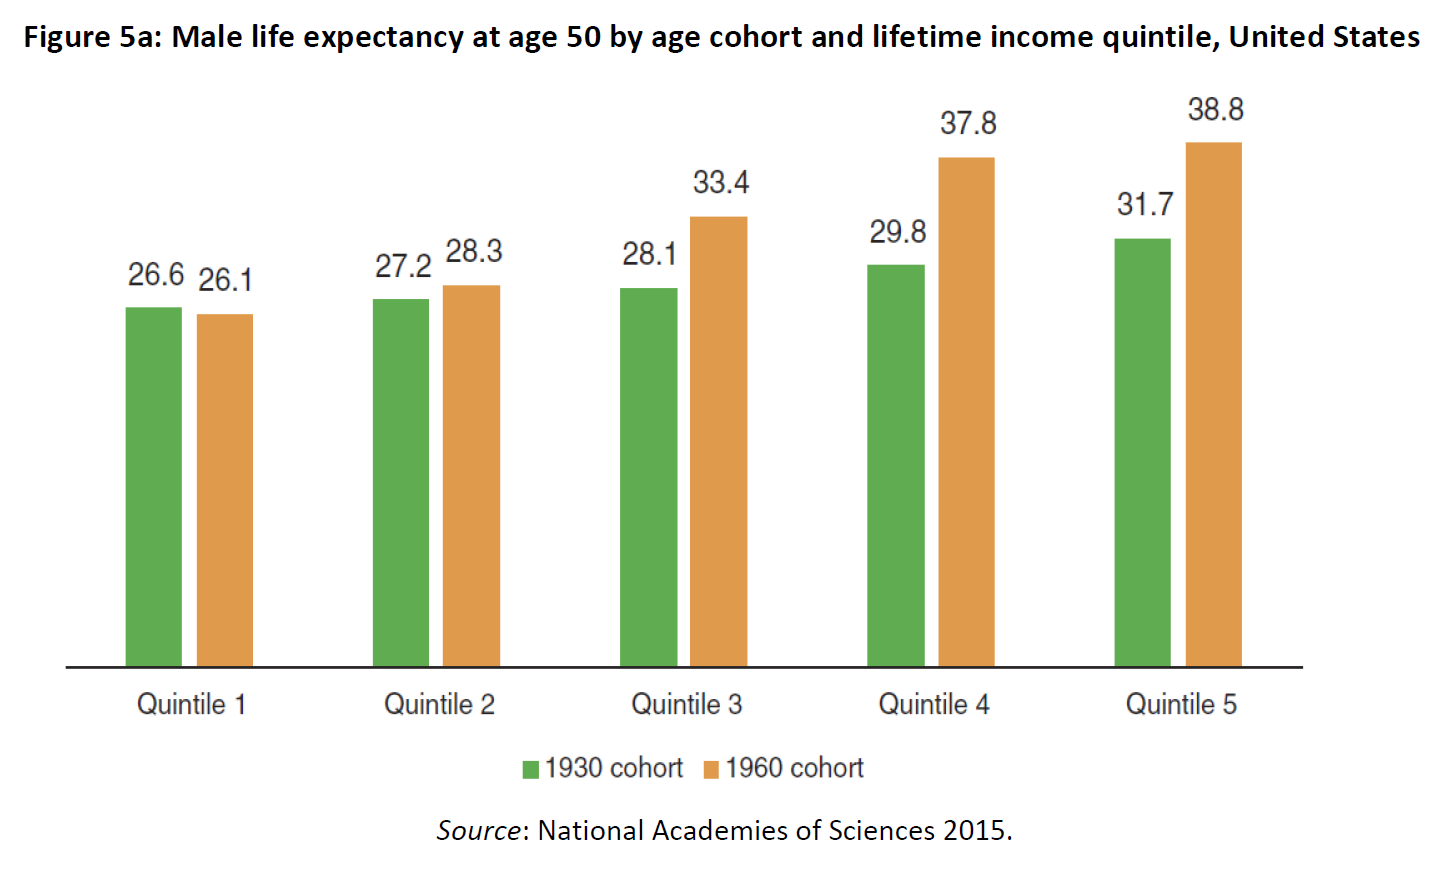 Figure 5a: Male life expectancy at age 50 by age cohort and lifetime income quintile, United States
26.6 26.1 27.2 28.3 28.1 33.4 29.8 37.8 31.7 38.8
Quintile 1 Quintile 2 Quintile 3 Quintile 4 Quintile 5
1930 cohort 1960 cohort
Source: National Academies of Sciences 2015.